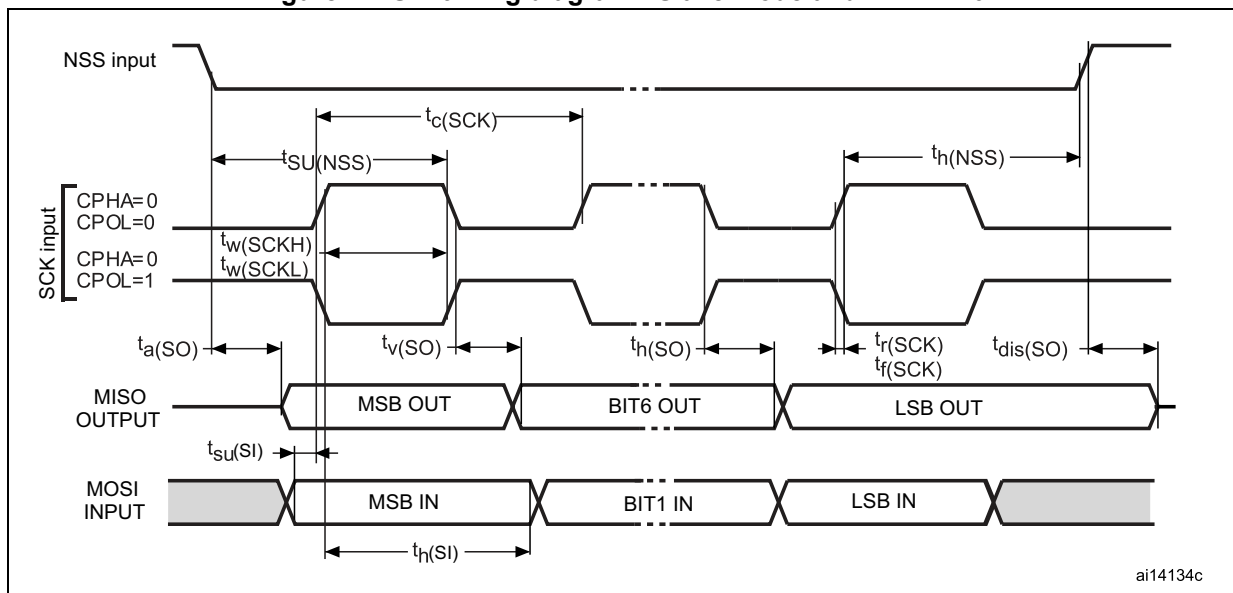 NSS input
tc(SCK)
tSU(NSS)
th(NSS)
SCK input
CPHA=0
CPOL=0
tw(SCKH)
CPHA=0
tw(SCKL)
CPOL=1
ta(SO)
tv(SO)
th(SO)
tr(SCK)
tf(SCK)
tdis(SO)
MISO
OUTPUT
MSB OUT
BIT6 OUT
LSB OUT
tsu(SI)
MOSI
INPUT
MSB IN
BIT1 IN
LSB IN
th(SI)
ai14134c